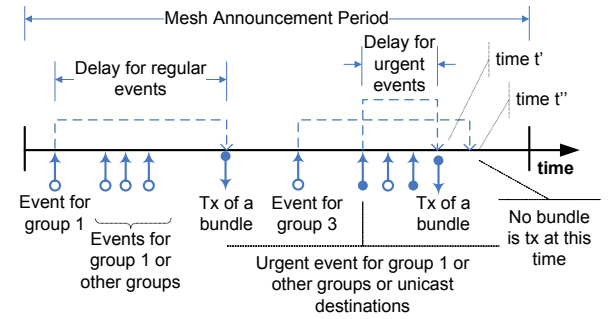 Mesh Announcement Period
Delay for regular
events
Delay for
urgent
events
time t'
time t''
time
Event for
group 1
Events for
group 1 or
other groups
Tx of a
bundle
Event for
group 3
Tx of a
bundle
Urgent event for group 1 or
other groups or unicast
destinations
No bundle
is tx at this
time